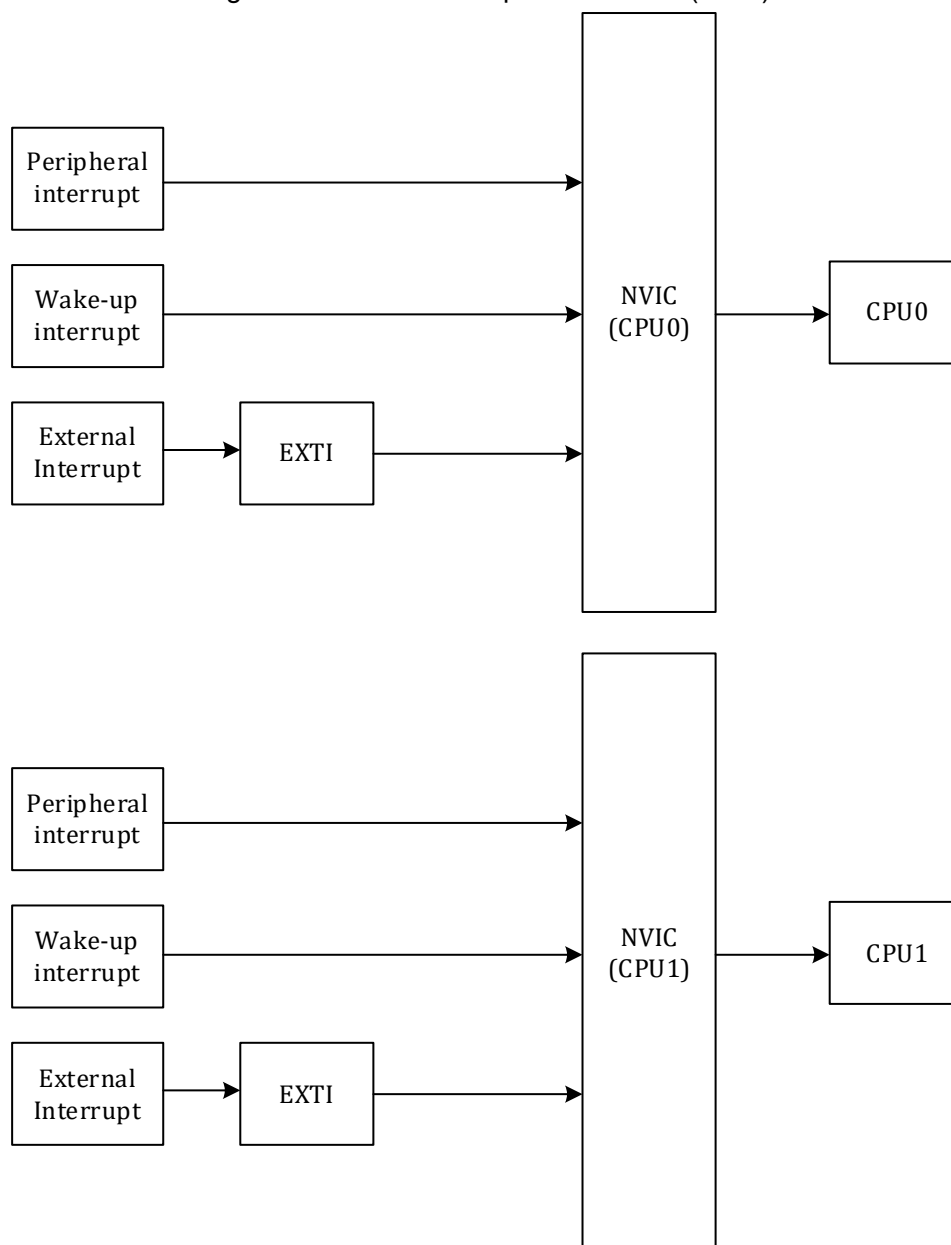 Peripheral
interrupt
Wake-up
interrupt
External
Interrupt
EXTI
NVIC
(CPU0)
CPU0
Peripheral
interrupt
Wake-up
interrupt
External
Interrupt
EXTI
NVIC
(CPU1)
CPU1